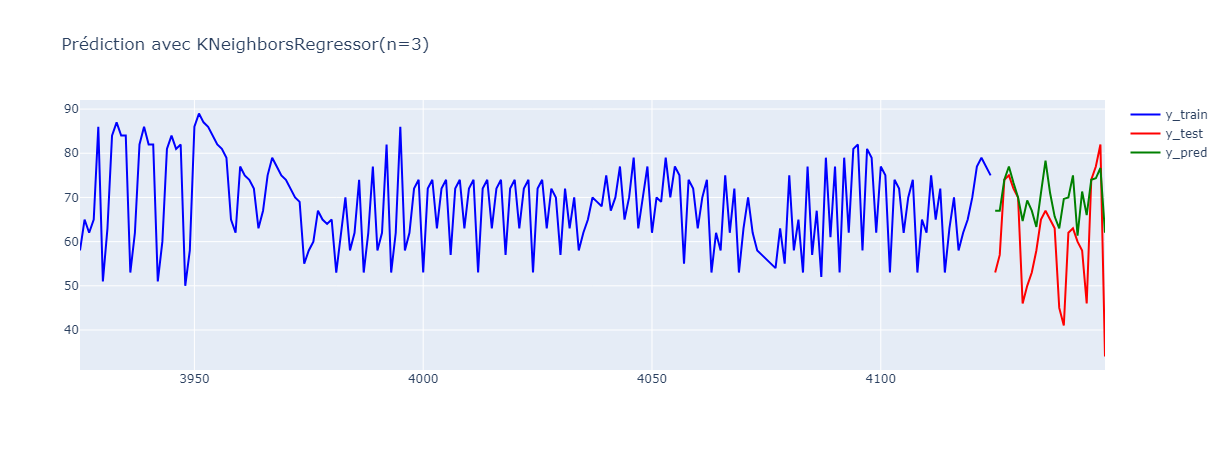 Prédiction avec KNeighborsRegressor(n=3)
90
80
70
60
50
40
3950
4000
4050
4100
y_train
y_test
y_pred